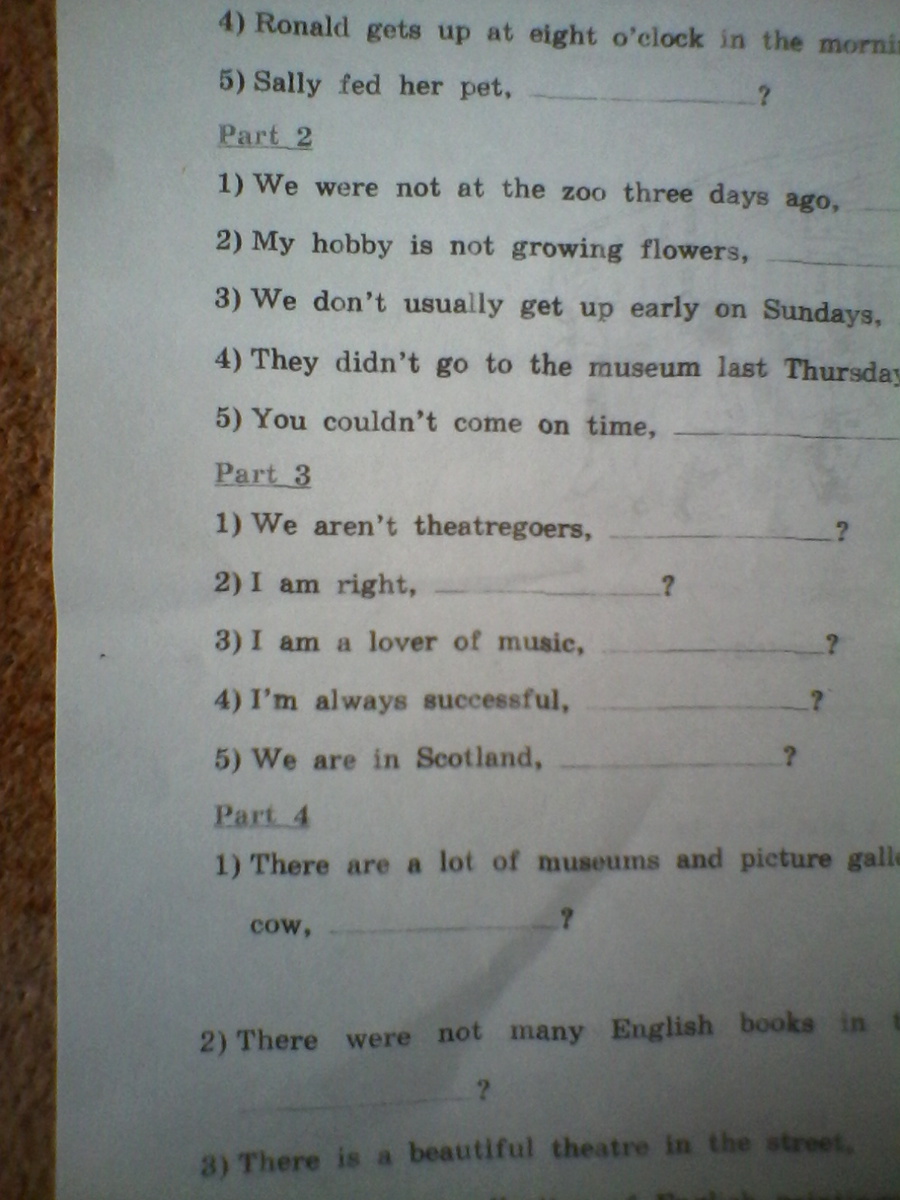 4) Ronald gets up at eight o'clock in the morni
5) Sally fed her pet, ?
Part 2
1) We were not at the zoo three days ago,
2) My hobby is not growing flowers,
3) We don't usually get up early on Sundays,
4) They didn't go to the museum last Thursday
5) You couldn't come on time,
Part 3
1) We aren't theatregoers, ?
2) I am right, ?
3) I am a lover of music, ?
4) I'm always successful, ?
5) We are in Scotland, ?
Part 4
1) There are a lot of museums and picture galle
cow, ?
2) There were not many English books in t
?
3) There is a beautiful theatre in the street,